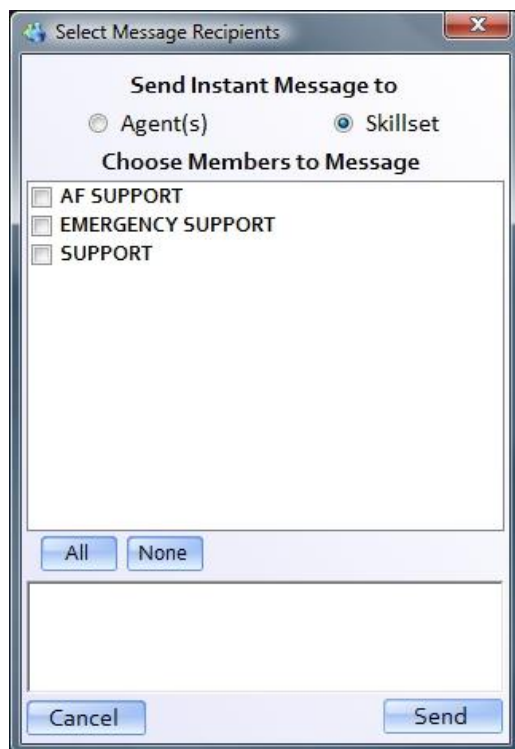 Select Message Recipients
Send Instant Message to
Agent(s) Skillset
Choose Members to Message
AF SUPPORT
EMERGENCY SUPPORT
SUPPORT
All None
Cancel Send